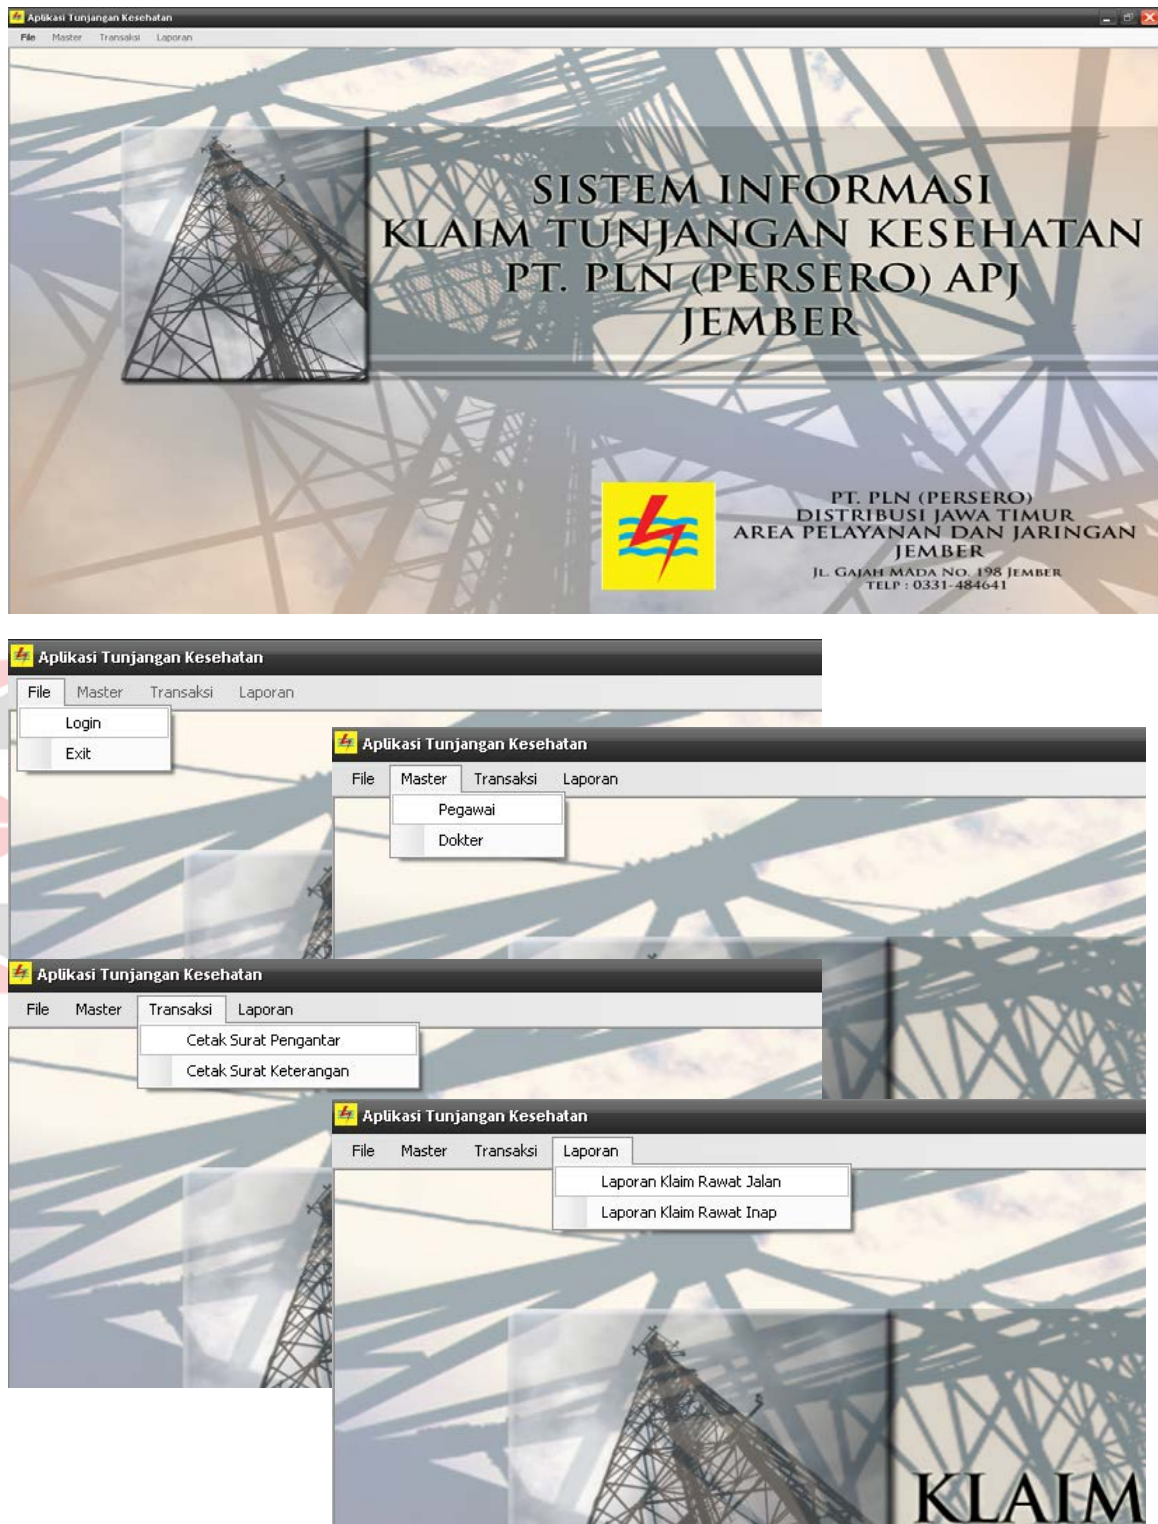 Aplikasi Tunjangan Kesehatan
File Master Transaksi Laporan
SISTEM INFORMASI
KLAIM TUNJANGAN KESEHATAN
PT. PLN (PERSERO) APJ
JEMBER
PT. PLN (PERSERO)
DISTRIBUSI JAWA TIMUR
AREA PELAYANAN DAN JARINGAN
JEMBER
JL. GAJAH MADA NO. 198 JEMBER
TELP : 0331-484641
Aplikasi Tunjangan Kesehatan
File Master Transaksi Laporan
Login
Exit
Aplikasi Tunjangan Kesehatan
File Master Transaksi Laporan
Pegawai
Dokter
Aplikasi Tunjangan Kesehatan
File Master Transaksi Laporan
Cetak Surat Pengantar
Cetak Surat Keterangan
Aplikasi Tunjangan Kesehatan
File Master Transaksi Laporan
Laporan Klaim Rawat Jalan
Laporan Klaim Rawat Inap
KLAIM